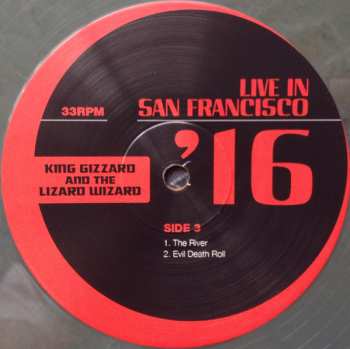 LIVE IN
SAN FRANCISCO
'16
33RPM
KING GIZZARD
AND THE
LIZARD WIZARD
SIDE 3
1. The River
2. Evil Death Roll